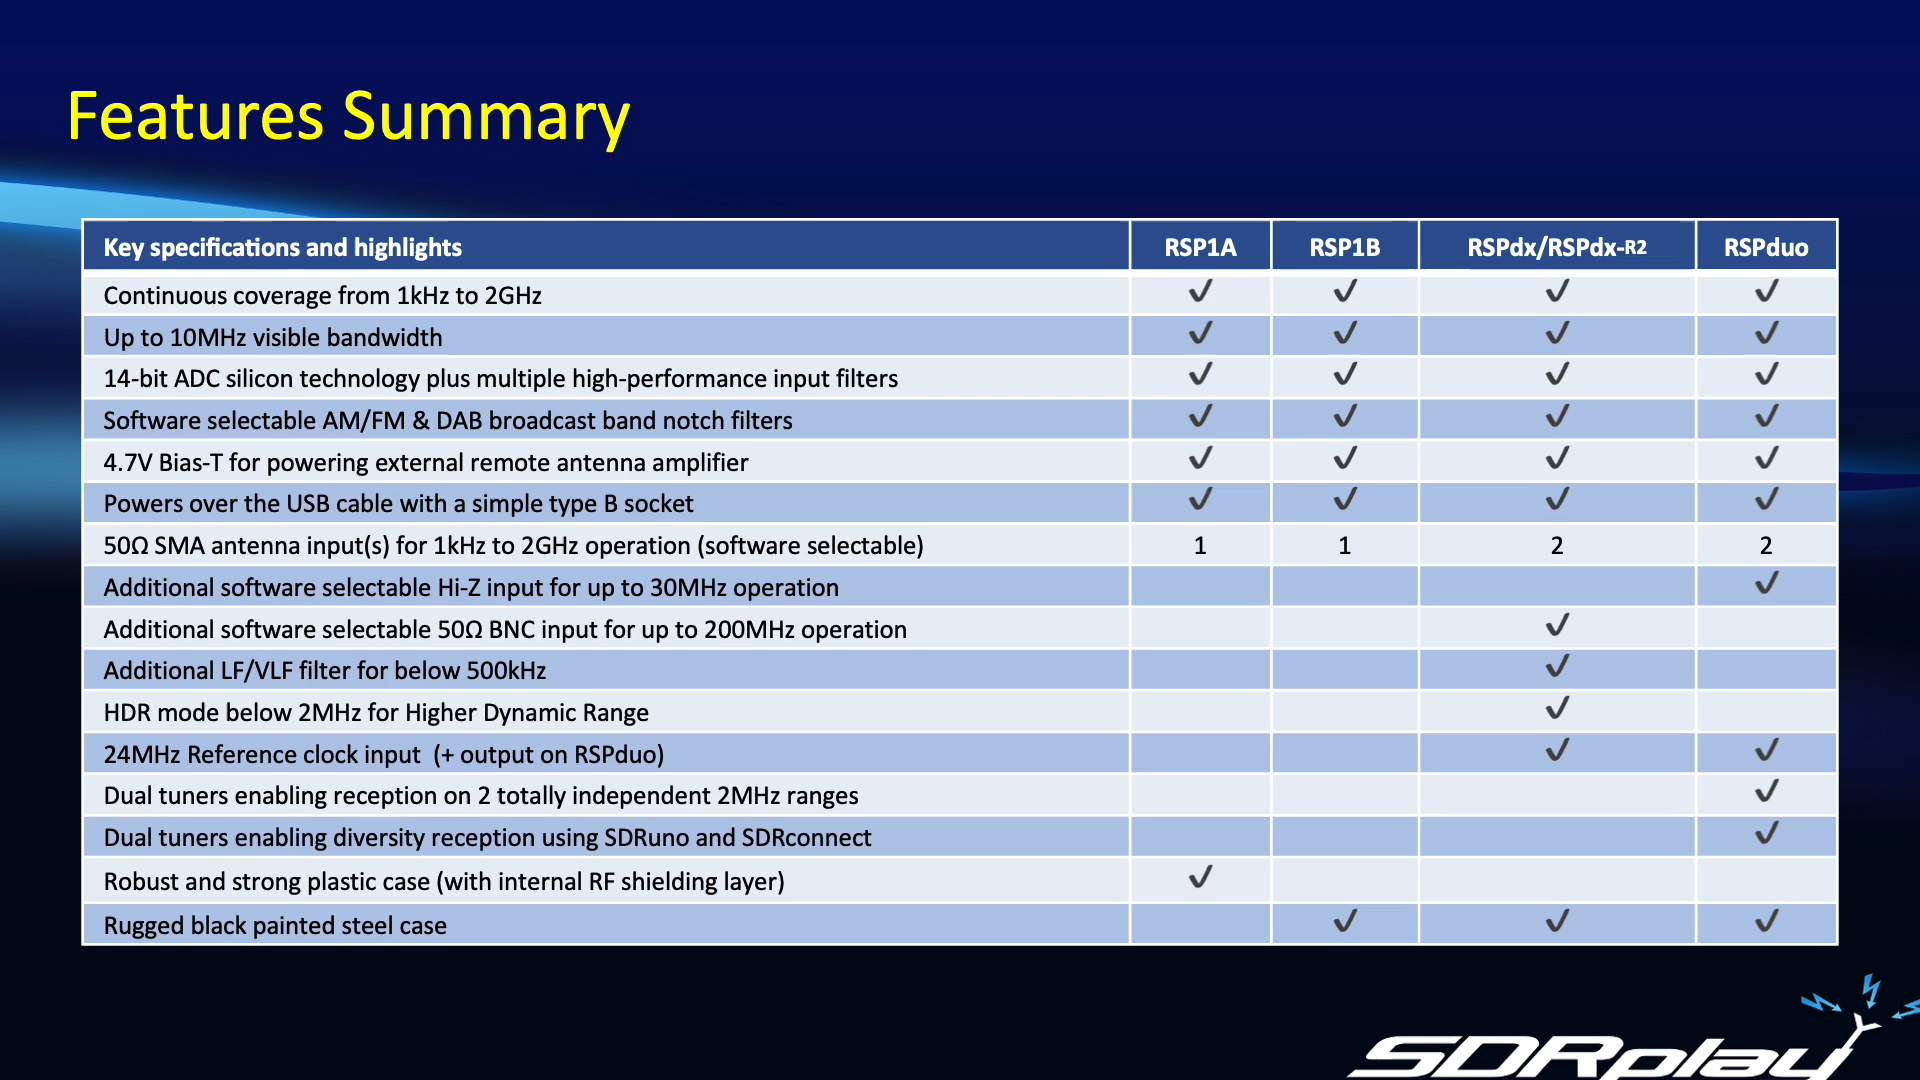 Features Summary
Key specifications and highlights RSP1A RSP1B RSPdx/RSPdx-R2 RSPduo
Continuous coverage from 1kHz to 2GHz ✓ ✓ ✓ ✓
Up to 10MHz visible bandwidth ✓ ✓ ✓ ✓
14-bit ADC silicon technology plus multiple high-performance input filters ✓ ✓ ✓ ✓
Software selectable AM/FM & DAB broadcast band notch filters ✓ ✓ ✓ ✓
4.7V Bias-T for powering external remote antenna amplifier ✓ ✓ ✓ ✓
Powers over the USB cable with a simple type B socket ✓ ✓ ✓ ✓
50Ω SMA antenna input(s) for 1kHz to 2GHz operation (software selectable) 1 1 2 2
Additional software selectable Hi-Z input for up to 30MHz operation ✓
Additional software selectable 50Ω BNC input for up to 200MHz operation ✓
Additional LF/VLF filter for below 500kHz ✓
HDR mode below 2MHz for Higher Dynamic Range ✓
24MHz Reference clock input (+ output on RSPduo) ✓ ✓
Dual tuners enabling reception on 2 totally independent 2MHz ranges ✓
Dual tuners enabling diversity reception using SDRuno and SDRconnect ✓
Robust and strong plastic case (with internal RF shielding layer) ✓
Rugged black painted steel case ✓ ✓ ✓
SDRplay